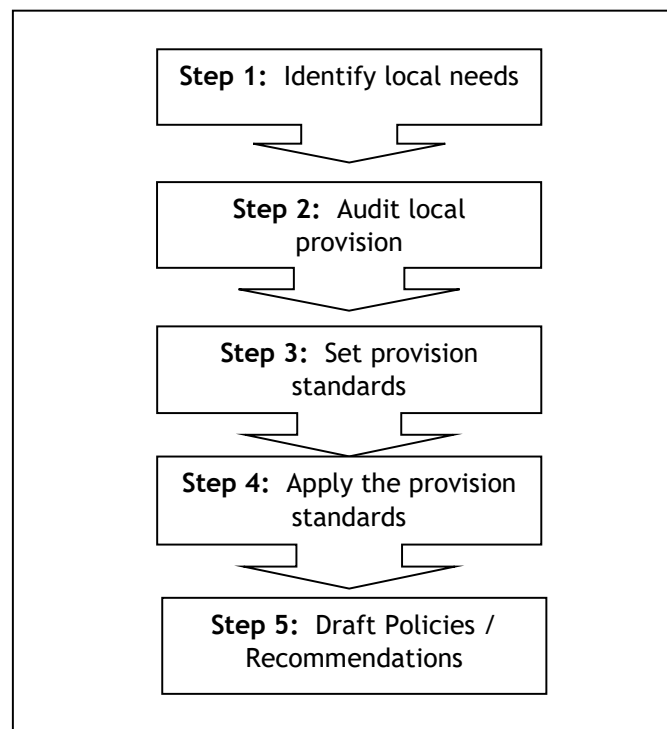 Step 1: Identify local needs
Step 2: Audit local
provision
Step 3: Set provision
standards
Step 4: Apply the provision
standards
Step 5: Draft Policies /
Recommendations